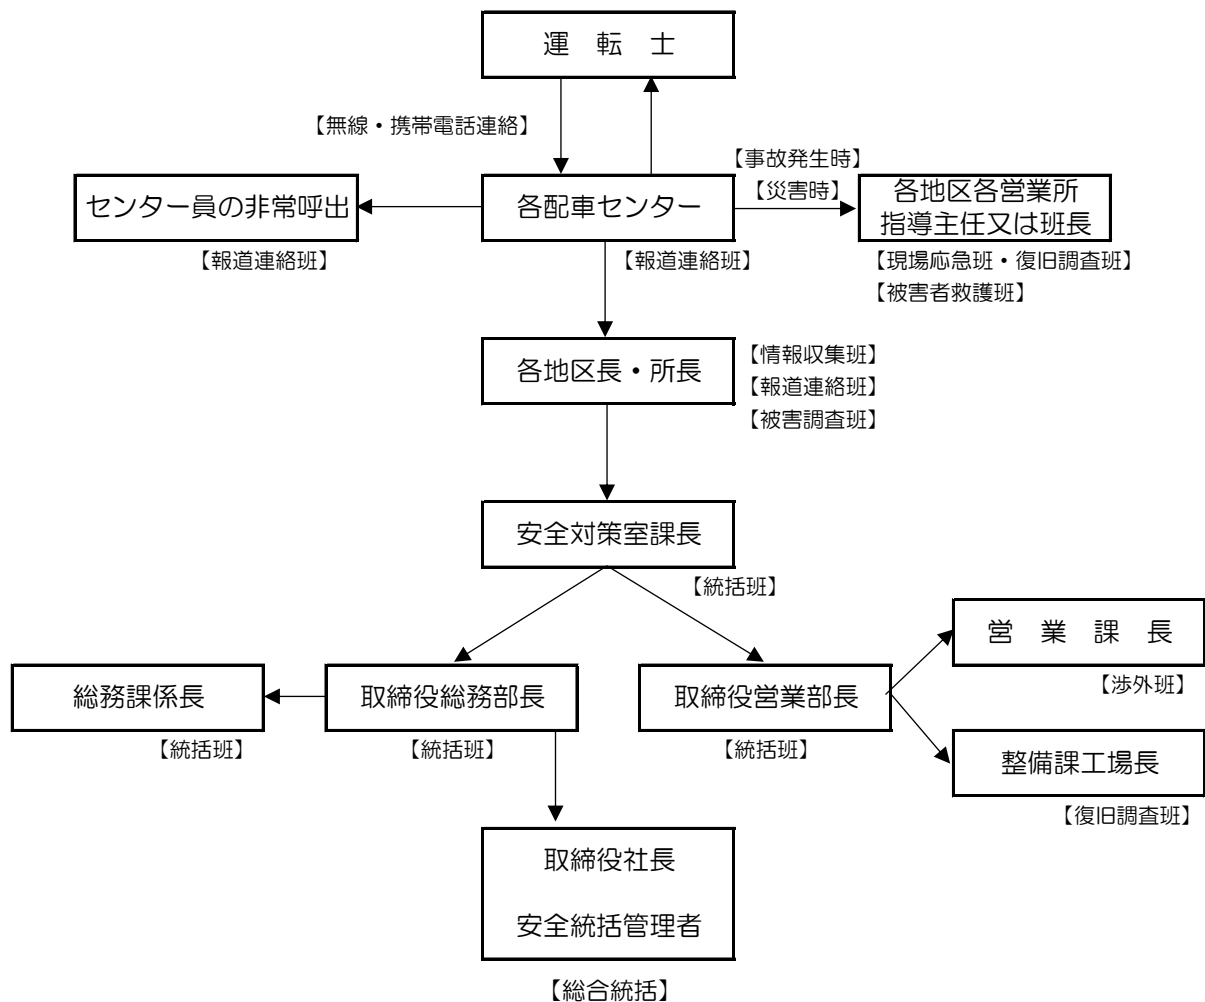 運　転　士
【無線・携帯電話連絡】
【事故発生時】
【災害時】
センター員の非常呼出
各配車センター
各地区各営業所
指導主任又は班長
【報道連絡班】
【報道連絡班】
【現場応急班・復旧調査班】
【被害者救護班】
各地区長・所長
【情報収集班】
【報道連絡班】
【被害調査班】
安全対策室課長
【統括班】
営　業　課　長
【渉外班】
総務課係長
取締役総務部長
取締役営業部長
【統括班】
【統括班】
【統括班】
整備課工場長
【復旧調査班】
取締役社長
安全統括管理者
【総合統括】